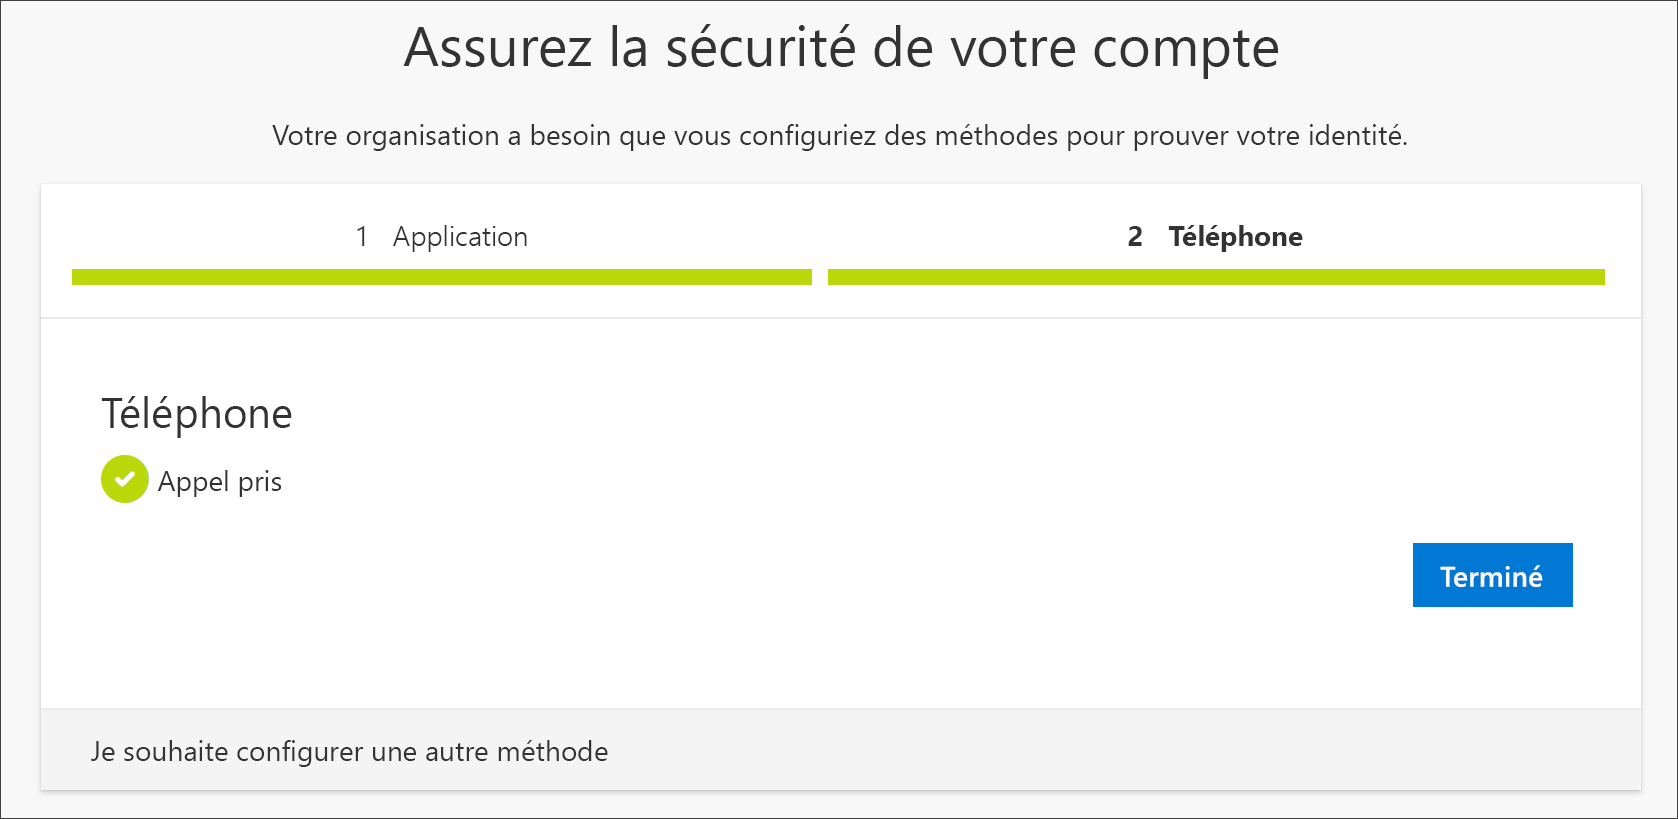 Assurez la sécurité de votre compte
Votre organisation a besoin que vous configuriez des méthodes pour prouver votre identité.
1 Application
2 Téléphone
Téléphone
Appel pris
Terminé
Je souhaite configurer une autre méthode